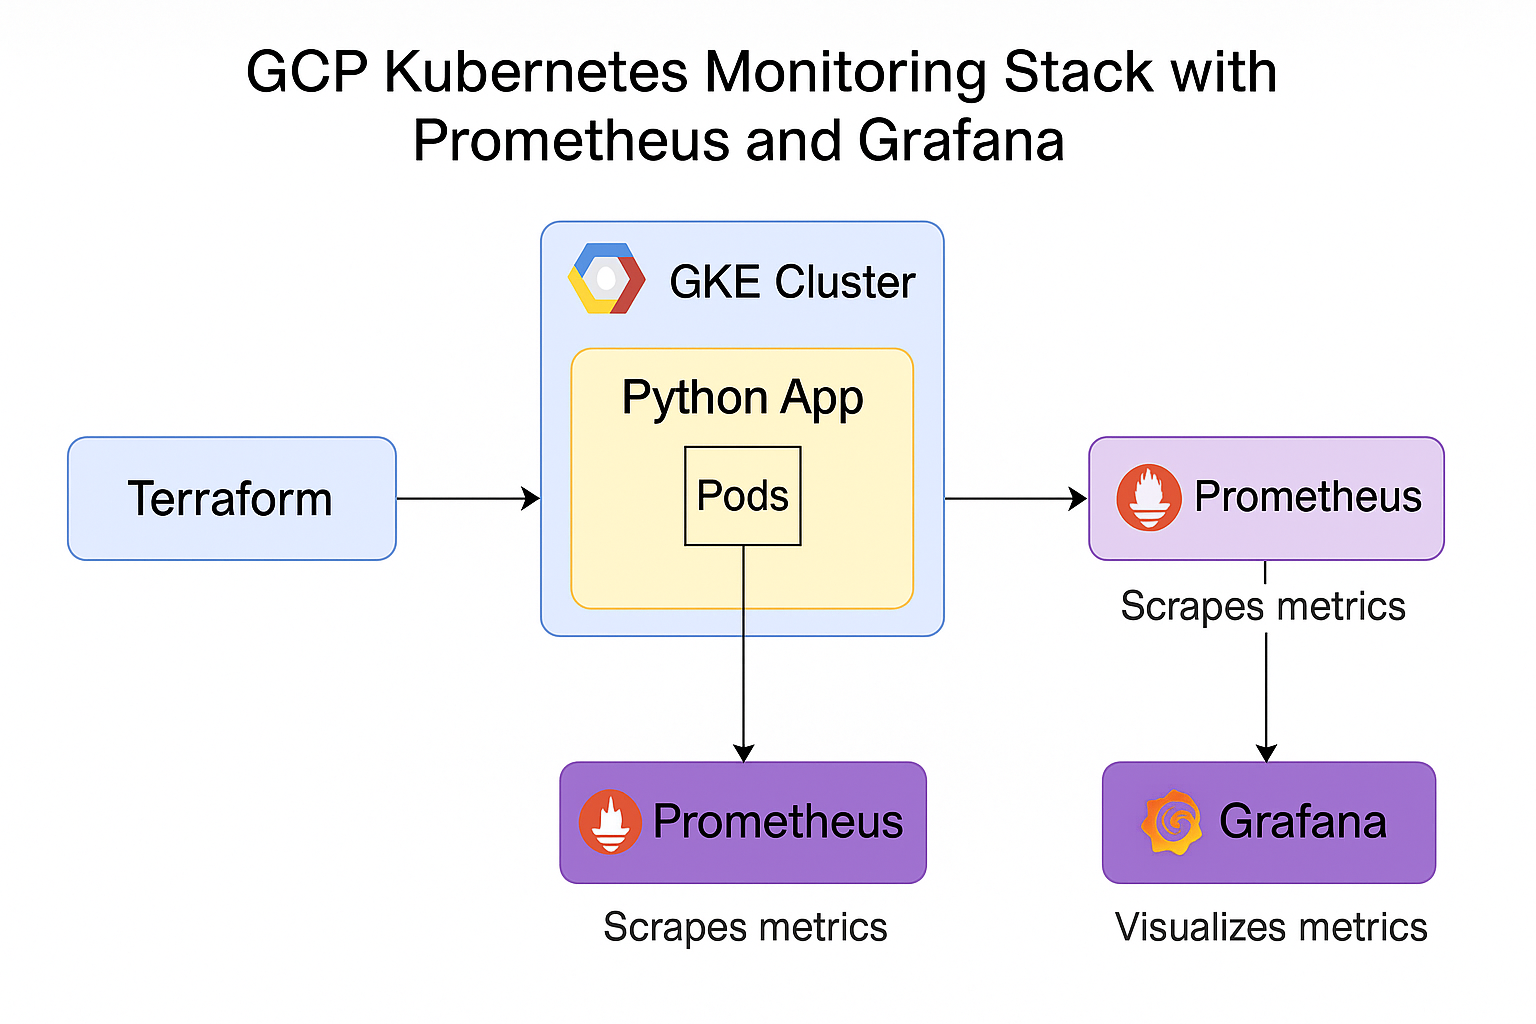 GCP Kubernetes Monitoring Stack with
Prometheus and Grafana
GKE Cluster
Python App
Pods
Terraform
Prometheus
Scrapes metrics
Prometheus
Scrapes metrics
Grafana
Visualizes metrics